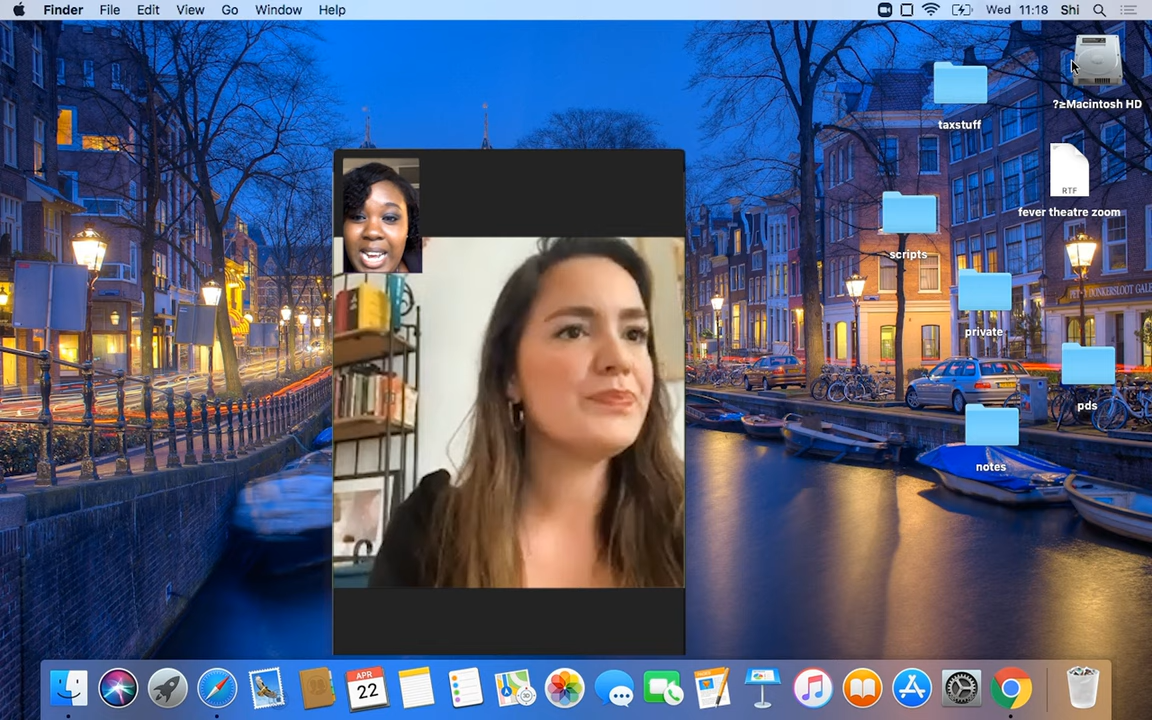 Finder File Edit View Go Window Help Wed 11:18 Shi
?≥Macintosh HD
taxstuff
RTF
fever theatre zoom
scripts
private
pds
notes
APR
22
3D